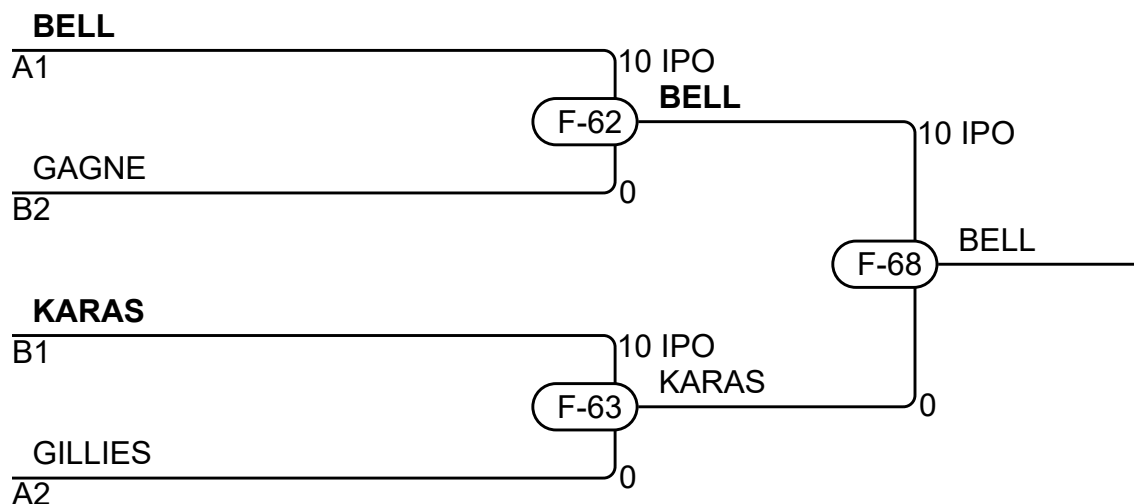 BELL
A1
10 IPO
BELL
F-62
10 IPO
GAGNE
B2
0
BELL
F-68
KARAS
B1
10 IPO
KARAS
F-63
0
GILLIES
A2
0